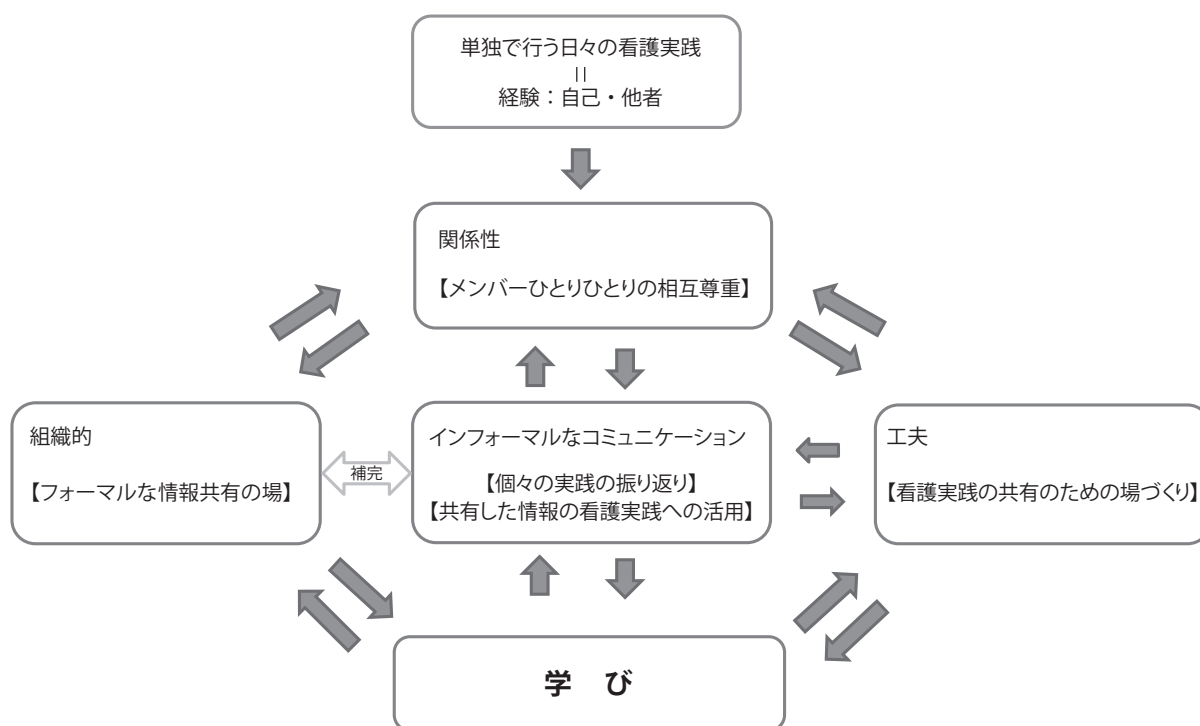 単独で行う日々の看護実践
=
経験：自己・他者
関係性
【メンバーひとりひとりの相互尊重】
組織的
【フォーマルな情報共有の場】
補完
インフォーマルなコミュニケーション
【個々の実践の振り返り】
【共有した情報の看護実践への活用】
工夫
【看護実践の共有のための場づくり】
学　び